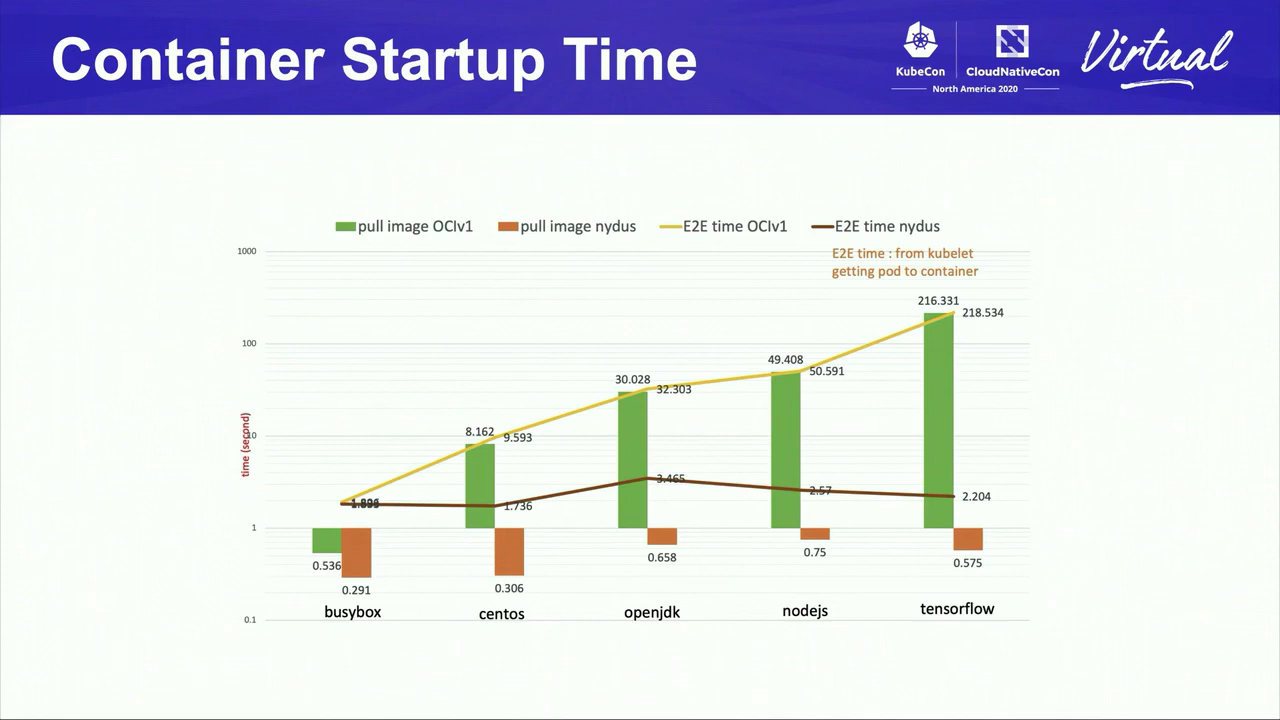 Container Startup Time
KubeCon
CloudNativeCon
North America 2020
Virtual
pull image OCIv1
pull image nydus
E2E time OCIv1
E2E time nydus
E2E time : from kubelet
getting pod to container
time (second)
1000
100
10
1
0.1
0.536
0.291
8.162
9.593
1.736
0.306
30.028
32.303
3.465
0.658
49.408
50.591
2.57
0.75
216.331
218.534
2.204
0.575
busybox
centos
openjdk
nodejs
tensorflow